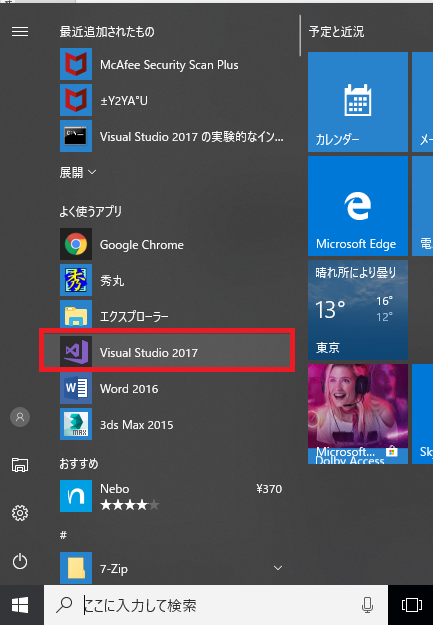 最近追加されたもの
McAfee Security Scan Plus
±Y2YA°U
Visual Studio 2017 の実験的なイン...
展開
よく使うアプリ
Google Chrome
秀丸
エクスプローラー
Visual Studio 2017
Word 2016
3ds Max 2015
おすすめ
Nebo ¥370
#
7-Zip
ここに入力して検索
予定と近況
カレンダー
メー
Microsoft Edge
電
晴れ所により曇り
13° 16°
12°
東京
Microsoft...
Dolby Access
Sk